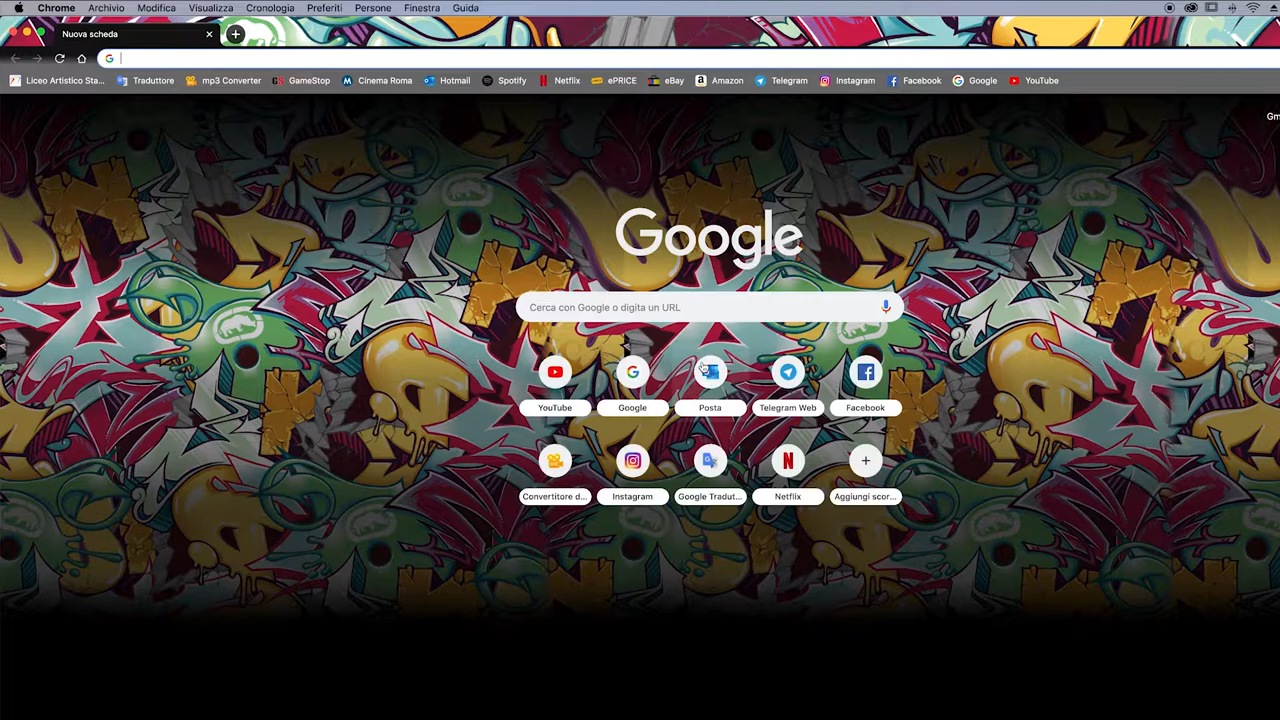 Chrome Archivio Modifica Visualizza Cronologia Preferiti Persone Finestra Guida
Nuova scheda
Liceo Artistico Sta... Traduttore mp3 Converter GameStop Cinema Roma Hotmail Spotify Netflix ePRICE eBay Amazon Telegram Instagram Facebook Google YouTube
Gm
Google
Cerca con Google o digita un URL
YouTube Google Posta Telegram Web Facebook
Convertitore d... Instagram Google Tradut... Netflix Aggiungi scor...